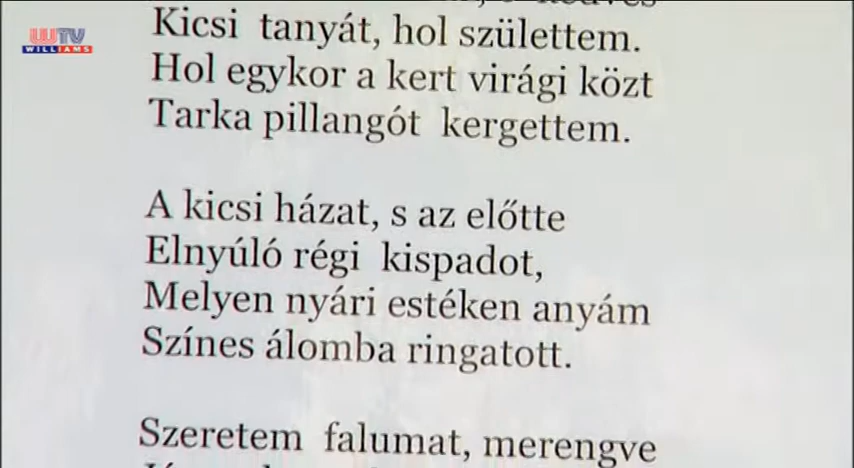 WTV
WILLIAMS
Kicsi tanyát, hol születtem.
Hol egykor a kert virági közt
Tarka pillangót kergettem.
A kicsi házat, s az előtte
Elnyúló régi kispadot,
Melyen nyári estéken anyám
Színes álomba ringatott.
Szeretem falumat, merengve